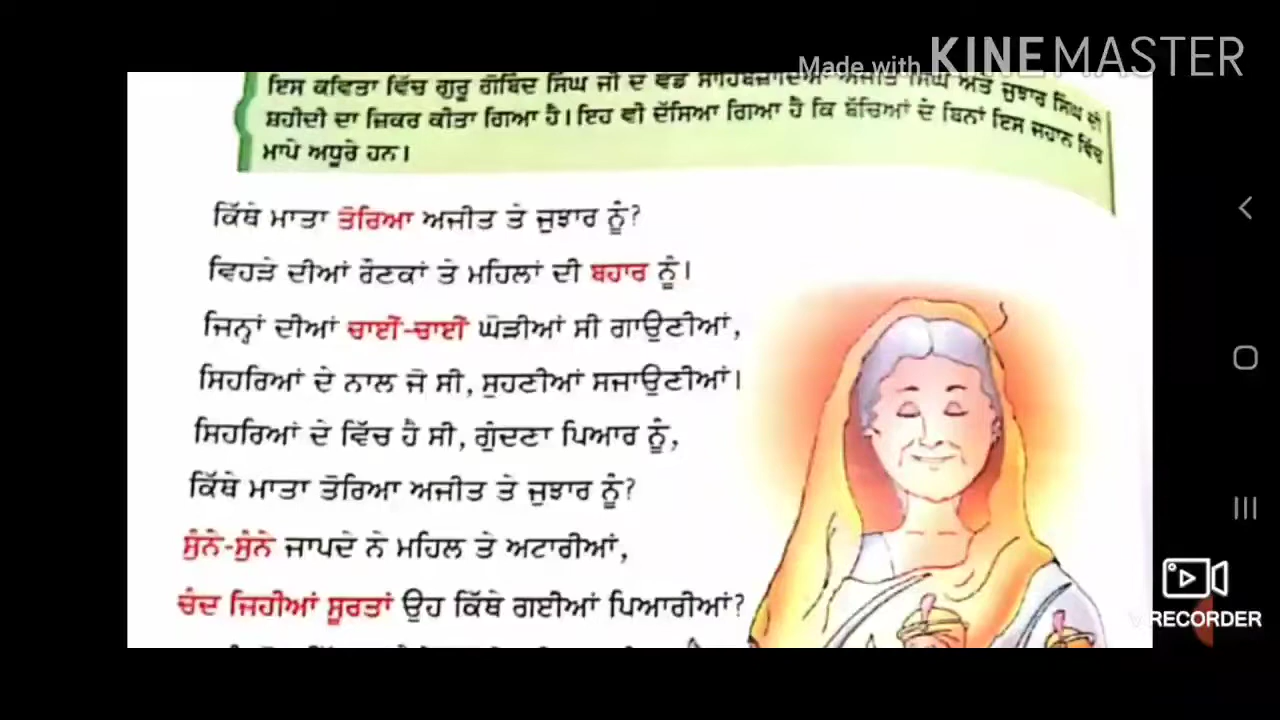 Made with KINEMASTER
ਇਸ ਕਵਿਤਾ ਵਿੱਚ ਗੁਰੂ ਗੋਬਿੰਦ ਸਿੰਘ ਜੀ ਦੇ ਵੱਡੇ ਸਾਹਿਬਜ਼ਾਦਿਆਂ ਅਜੀਤ ਸਿੰਘ ਅਤੇ ਜੁਝਾਰ ਸਿੰਘ ਦੀ
ਸ਼ਹੀਦੀ ਦਾ ਜ਼ਿਕਰ ਕੀਤਾ ਗਿਆ ਹੈ। ਇਹ ਵੀ ਦੱਸਿਆ ਗਿਆ ਹੈ ਕਿ ਬੱਚਿਆਂ ਦੇ ਬਿਨਾਂ ਇਸ ਜਹਾਨ ਵਿੱਚ
ਮਾਪੇ ਅਧੂਰੇ ਹਨ।
ਕਿੱਥੇ ਮਾਤਾ ਤੋਰਿਆ ਅਜੀਤ ਤੇ ਜੁਝਾਰ ਨੂੰ?
ਵਿਹੜੇ ਦੀਆਂ ਰੌਣਕਾਂ ਤੇ ਮਹਿਲਾਂ ਦੀ ਬਹਾਰ ਨੂੰ।
ਜਿਨ੍ਹਾਂ ਦੀਆਂ ਚਾਈਂ-ਚਾਈਂ ਘੋੜੀਆਂ ਸੀ ਗਾਉਣੀਆਂ,
ਸਿਹਰਿਆਂ ਦੇ ਨਾਲ ਜੋ ਸੀ, ਸੁਹਣੀਆਂ ਸਜਾਉਣੀਆਂ।
ਸਿਹਰਿਆਂ ਦੇ ਵਿੱਚ ਹੈ ਸੀ, ਗੁੰਦਣਾ ਪਿਆਰ ਨੂੰ,
ਕਿੱਥੇ ਮਾਤਾ ਤੋਰਿਆ ਅਜੀਤ ਤੇ ਜੁਝਾਰ ਨੂੰ?
ਸੁੰਨੇ-ਸੁੰਨੇ ਜਾਪਦੇ ਨੇ ਮਹਿਲ ਤੇ ਅਟਾਰੀਆਂ,
ਚੰਦ ਜਿਹੀਆਂ ਸੂਰਤਾਂ ਉਹ ਕਿੱਥੇ ਗਈਆਂ ਪਿਆਰੀਆਂ?
RECORDER